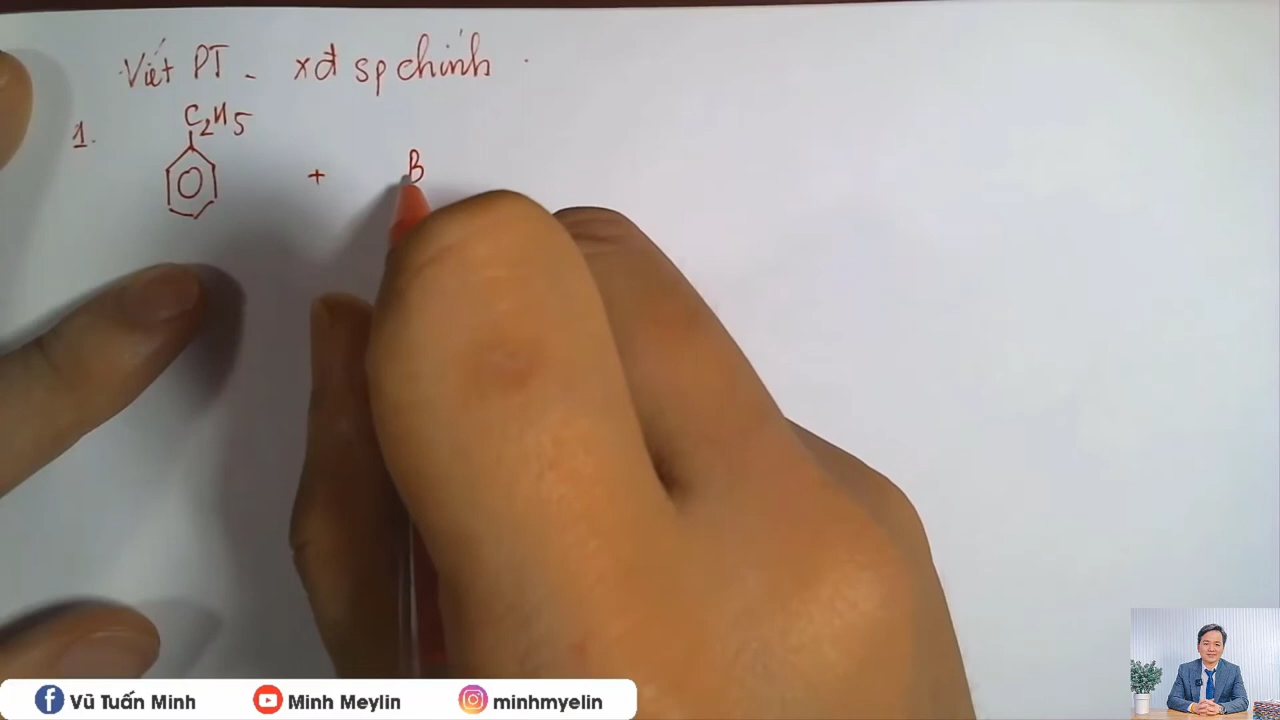 Viết PT - xđ sp chính.
1.
C2H5
+ B
Vũ Tuấn Minh Minh Meylin minhmyelin